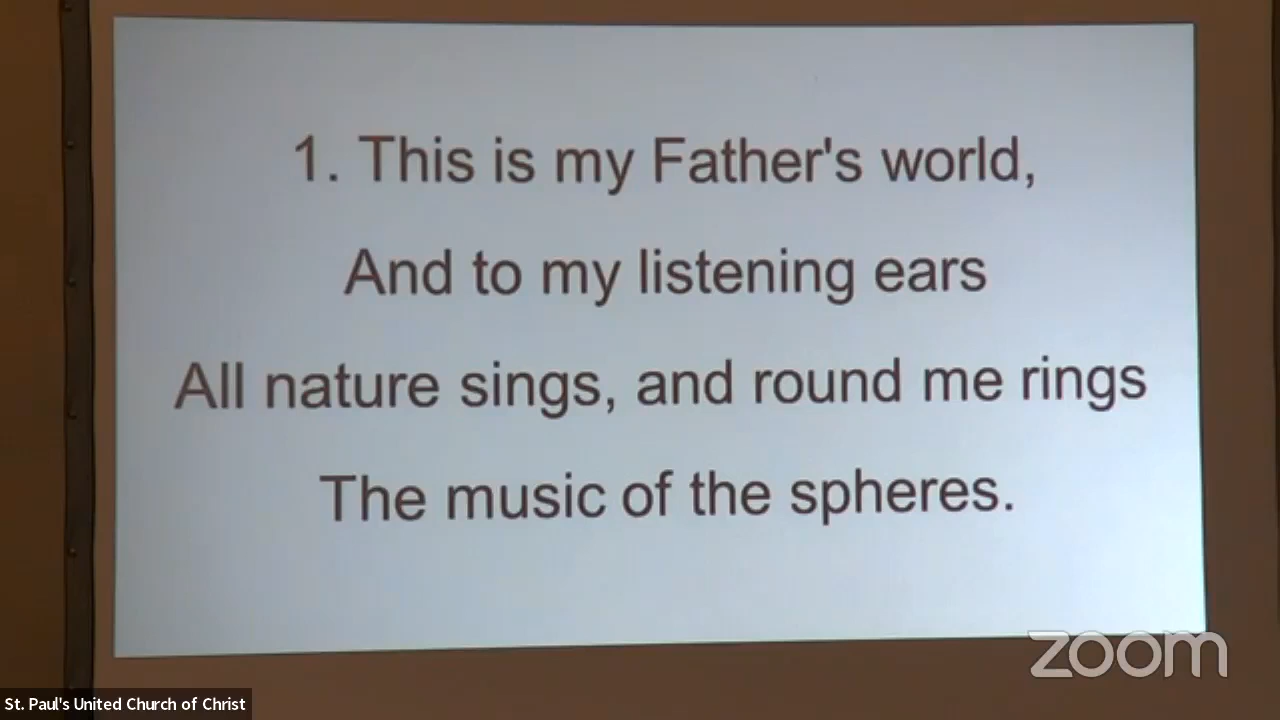 1. This is my Father's world,
And to my listening ears
All nature sings, and round me rings
The music of the spheres.
zoom
St. Paul's United Church of Christ